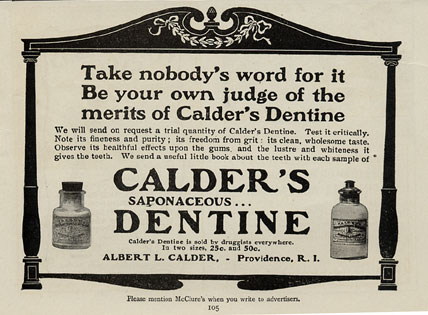 Take nobody's word for it
Be your own judge of the
merits of Calder's Dentine
We will send on request a trial quantity of Calder's Dentine. Test it critically.
Note its fineness and purity; its freedom from grit: its clean, wholesome taste.
Observe its healthful effects upon the gums, and the lustre and whiteness it
gives the teeth. We send a useful little book about the teeth with each sample of
CALDER'S
SAPONACEOUS...
DENTINE
Calder's Dentine is sold by druggists everywhere.
In two sizes, 25c. and 50c.
ALBERT L. CALDER, - Providence, R. I.
Please mention McClure's when you write to advertisers.
105